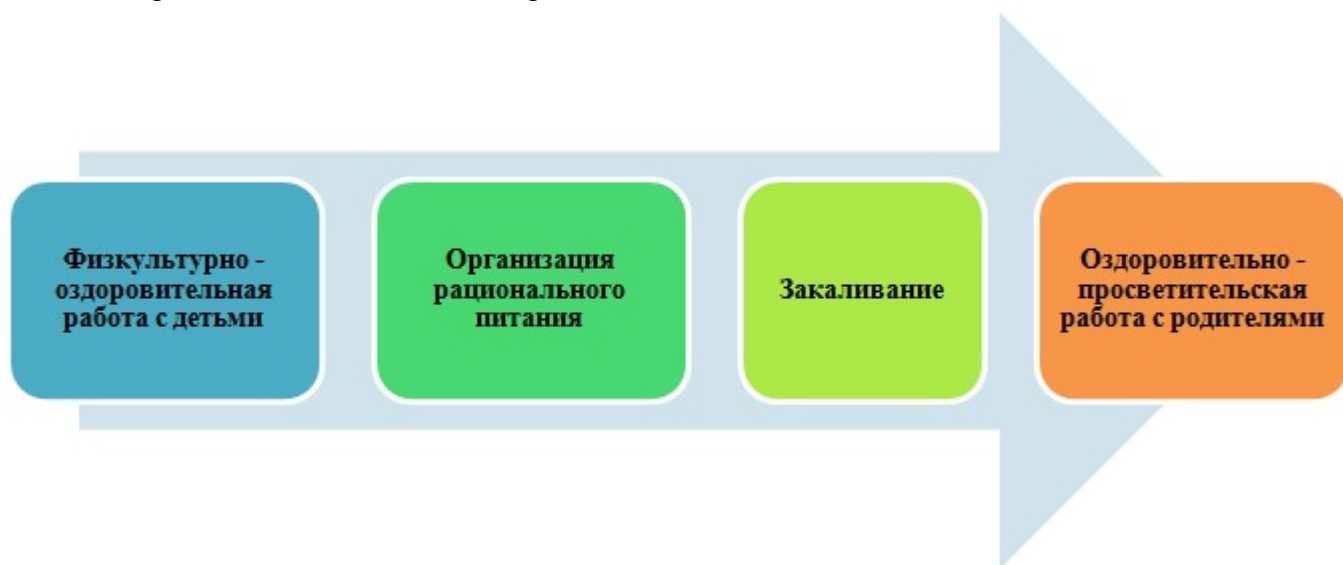 Физкультурно -
оздоровительная
работа с детьми
Организация
рационального
питания
Закаливание
Оздоровительно -
просветительская
работа с родителями